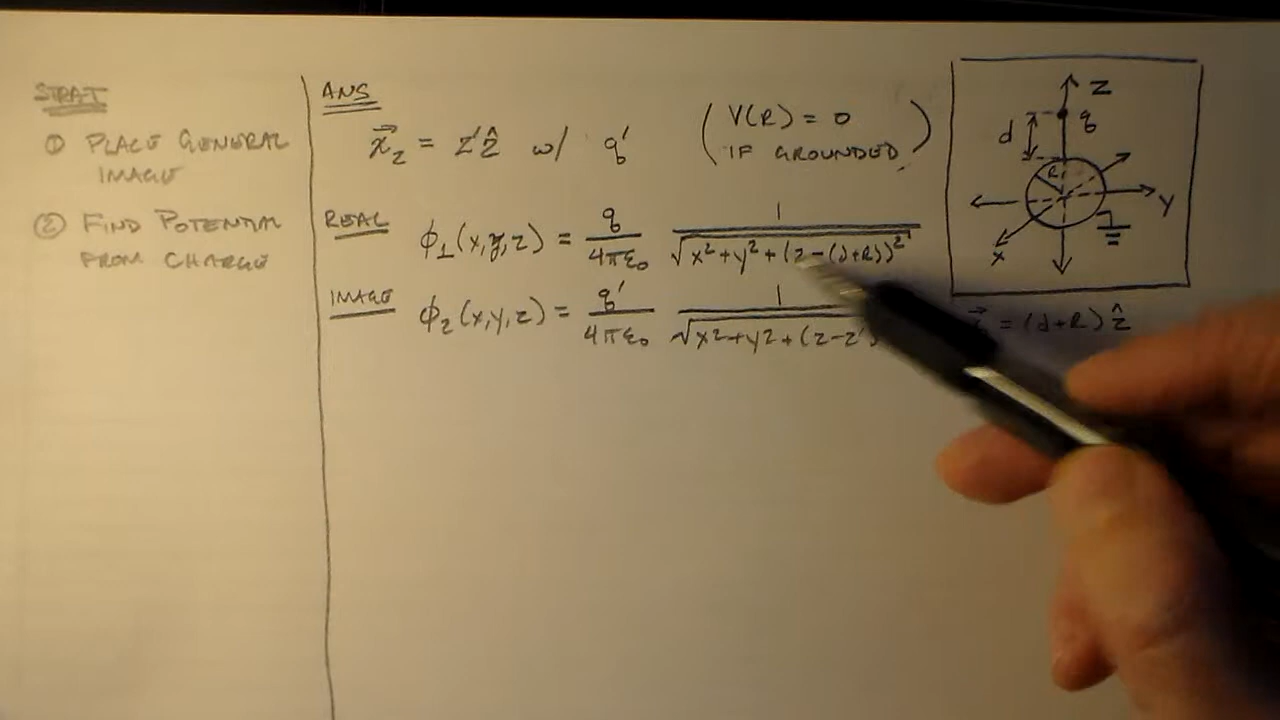 STRAT
① PLACE GENERAL
IMAGE
② FIND POTENTIAL
FROM CHARGE
ANS
x⃗₂ = z'ẑ w/ q' (V(R) = 0
IF GROUNDED)
REAL ϕ₁(x,y,z) = q/4πε₀ 1/√x²+y²+(z-(d+R))²
IMAGE ϕ₂(x,y,z) = q'/4πε₀ 1/√x²+y²+(z-z')
z
q
d
R
y
x
= (d+R)ẑ